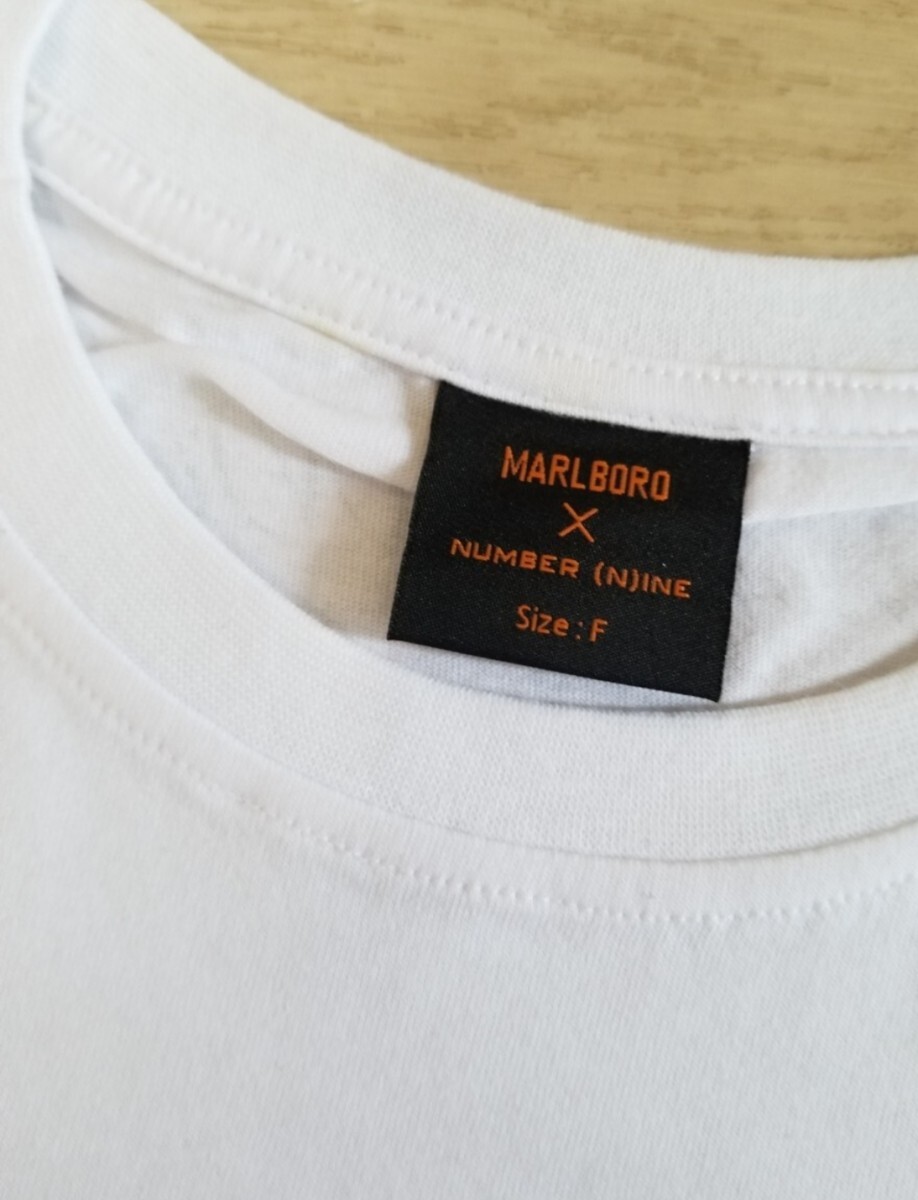 MARLBORO
X
NUMBER (N)INE
Size : F